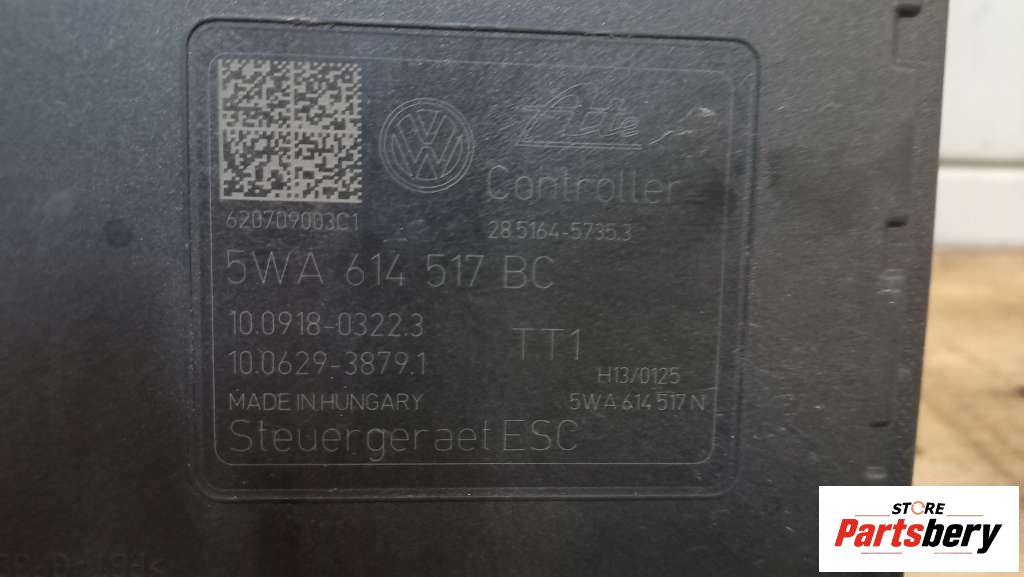 Ate
Controller
620709003C1
28.5164-5735.3
5WA 614 517 BC
10.0918-0322.3
TT1
10.0629-3879.1
H13/0125
MADE IN HUNGARY
5WA 614 517 N
Steuergeraet ESC
STORE
Partsbery